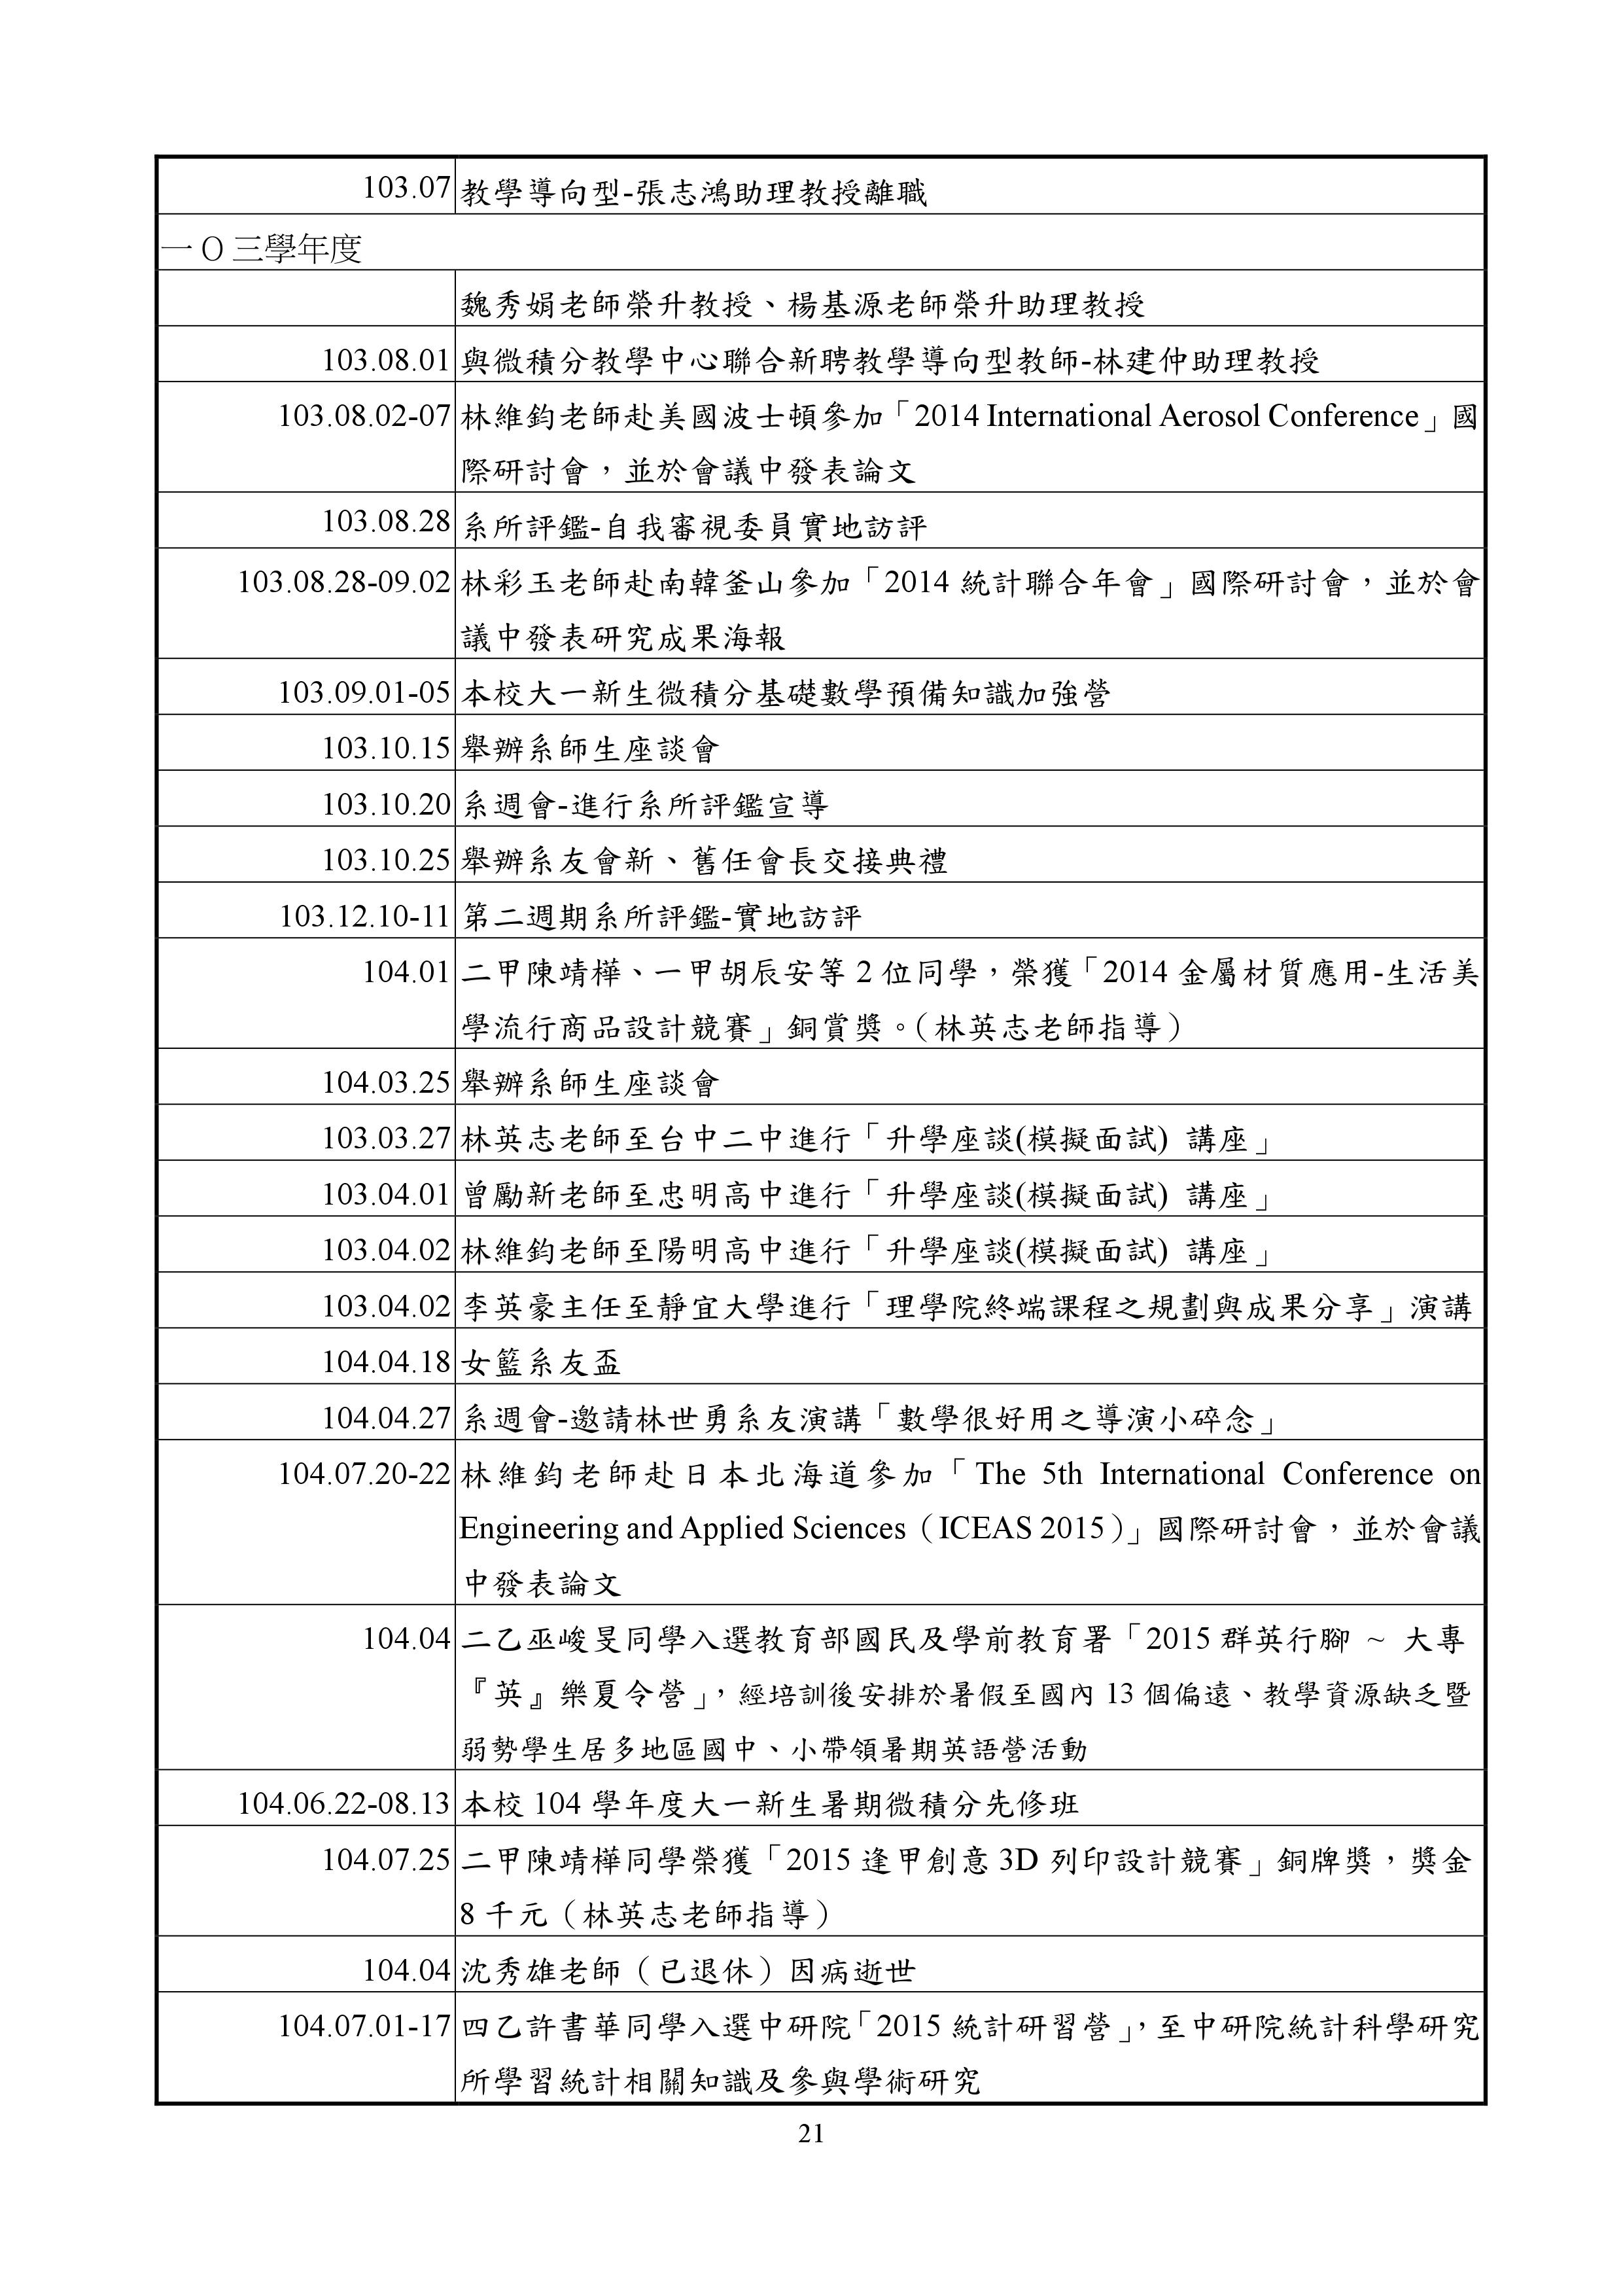 103.07 教學導向型-張志鴻助理教授離職
一O三學年度
魏秀娟老師榮升教授、楊基源老師榮升助理教授
103.08.01 與微積分教學中心聯合新聘教學導向型教師-林建仲助理教授
103.08.02-07 林維鈞老師赴美國波士頓參加「2014 International Aerosol Conference」國
際研討會，並於會議中發表論文
103.08.28 系所評鑑-自我審視委員實地訪評
103.08.28-09.02 林彩玉老師赴南韓釜山參加「2014 統計聯合年會」國際研討會，並於會
議中發表研究成果海報
103.09.01-05 本校大一新生微積分基礎數學預備知識加強營
103.10.15 舉辦系師生座談會
103.10.20 系週會-進行系所評鑑宣導
103.10.25 舉辦系友會新、舊任會長交接典禮
103.12.10-11 第二週期系所評鑑-實地訪評
104.01 二甲陳靖樺、一甲胡辰安等 2 位同學，榮獲「2014 金屬材質應用-生活美
學流行商品設計競賽」銅賞獎。（林英志老師指導）
104.03.25 舉辦系師生座談會
103.03.27 林英志老師至台中二中進行「升學座談(模擬面試) 講座」
103.04.01 曾勵新老師至忠明高中進行「升學座談(模擬面試) 講座」
103.04.02 林維鈞老師至陽明高中進行「升學座談(模擬面試) 講座」
103.04.02 李英豪主任至靜宜大學進行「理學院終端課程之規劃與成果分享」演講
104.04.18 女籃系友盃
104.04.27 系週會-邀請林世勇系友演講「數學很好用之導演小碎念」
104.07.20-22 林維鈞老師赴日本北海道參加「The 5th International Conference on
Engineering and Applied Sciences（ICEAS 2015）」國際研討會，並於會議
中發表論文
104.04 二乙巫峻旻同學入選教育部國民及學前教育署「2015 群英行腳 ~ 大專
『英』樂夏令營」，經培訓後安排於暑假至國內 13 個偏遠、教學資源缺乏暨
弱勢學生居多地區國中、小帶領暑期英語營活動
104.06.22-08.13 本校 104 學年度大一新生暑期微積分先修班
104.07.25 二甲陳靖樺同學榮獲「2015 逢甲創意 3D 列印設計競賽」銅牌獎，獎金
8 千元（林英志老師指導）
104.04 沈秀雄老師（已退休）因病逝世
104.07.01-17 四乙許書華同學入選中研院「2015 統計研習營」，至中研院統計科學研究
所學習統計相關知識及參與學術研究
21